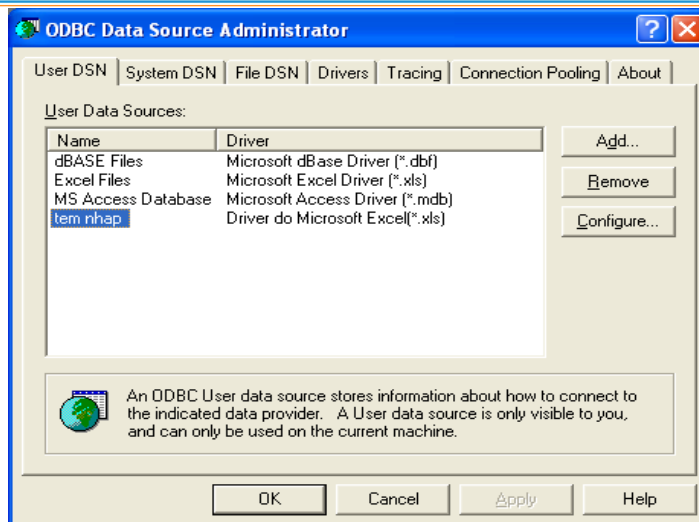 ODBC Data Source Administrator
User DSN System DSN File DSN Drivers Tracing Connection Pooling About
User Data Sources:
Name Driver
dBASE Files Microsoft dBase Driver (*.dbf)
Excel Files Microsoft Excel Driver (*.xls)
MS Access Database Microsoft Access Driver (*.mdb)
tem nhap Driver do Microsoft Excel(*.xls)
Add...
Remove
Configure...
An ODBC User data source stores information about how to connect to
the indicated data provider. A User data source is only visible to you,
and can only be used on the current machine.
OK Cancel Apply Help